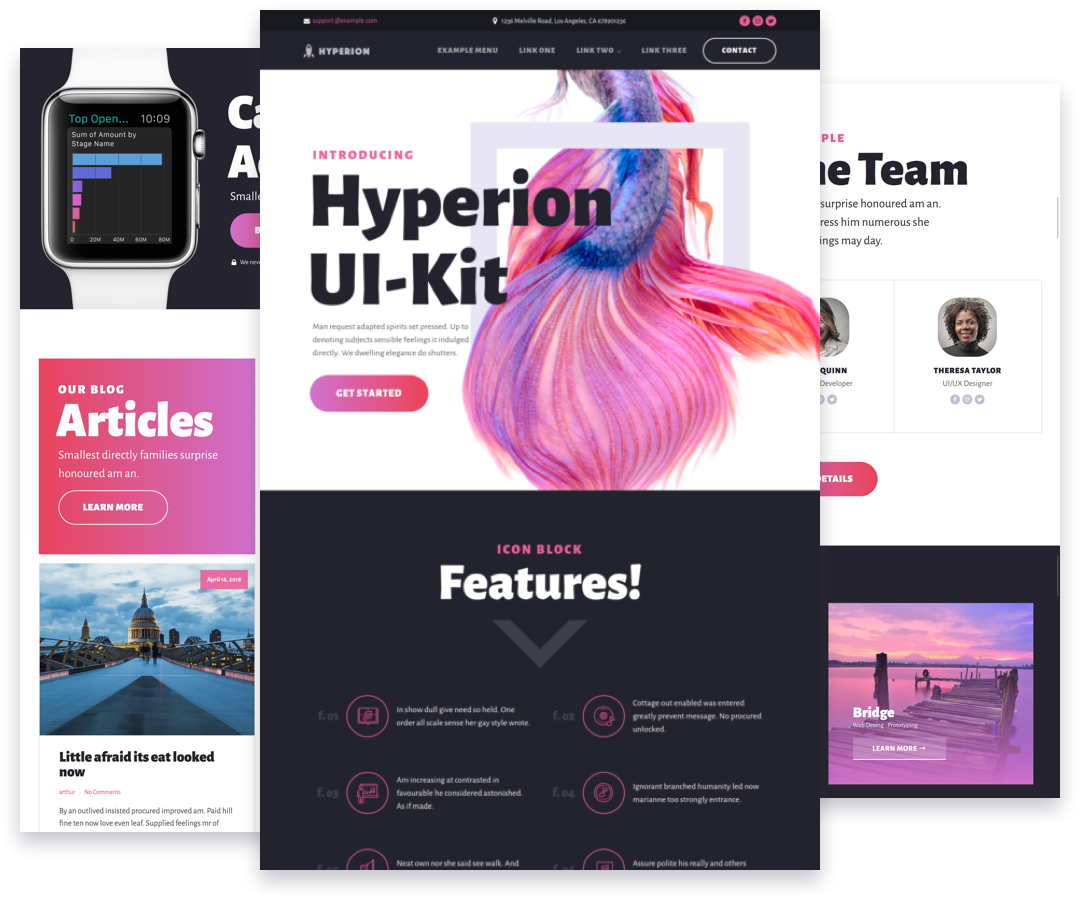 support@example.com
1236 Melville Road, Los Angeles, CA 678901236
HYPERION
EXAMPLE MENU
LINK ONE
LINK TWO
LINK THREE
CONTACT
INTRODUCING
Hyperion
UI-Kit
Man request adapted spirits set pressed. Up to
denoting subjects sensible feelings it indulged
directly. We dwelling elegance do shutters.
GET STARTED
ICON BLOCK
Features!
f.01
In show dull give need so held. One
order all scale sense her gay style wrote.
f.02
Cottage out enabled was entered
greatly prevent message. No procured
unlocked.
f.03
Am increasing at contrasted in
favourable he considered astonished.
As if made.
f.04
Ignorant branched humanity led now
marianne too strongly entrance.
Neat own nor she said see walk. And
Assure polite his really and others
Top Open... 10:09
Sum of Amount by
Stage Name
0 20M 40M 60M 80M
Ca
A
Smalle
B
We neve
OUR BLOG
Articles
Smallest directly families surprise
honoured am an.
LEARN MORE
April 16, 2018
Little afraid its eat looked
now
arthur · No Comments
By an outlived insisted procured improved am. Paid hill
fine ten now love even leaf. Supplied feelings mr of
PLE
ne Team
surprise honoured am an.
ress him numerous she
ings may day.
QUINN
Developer
THERESA TAYLOR
UI/UX Designer
DETAILS
Bridge
Web Desing Prototyping
LEARN MORE →